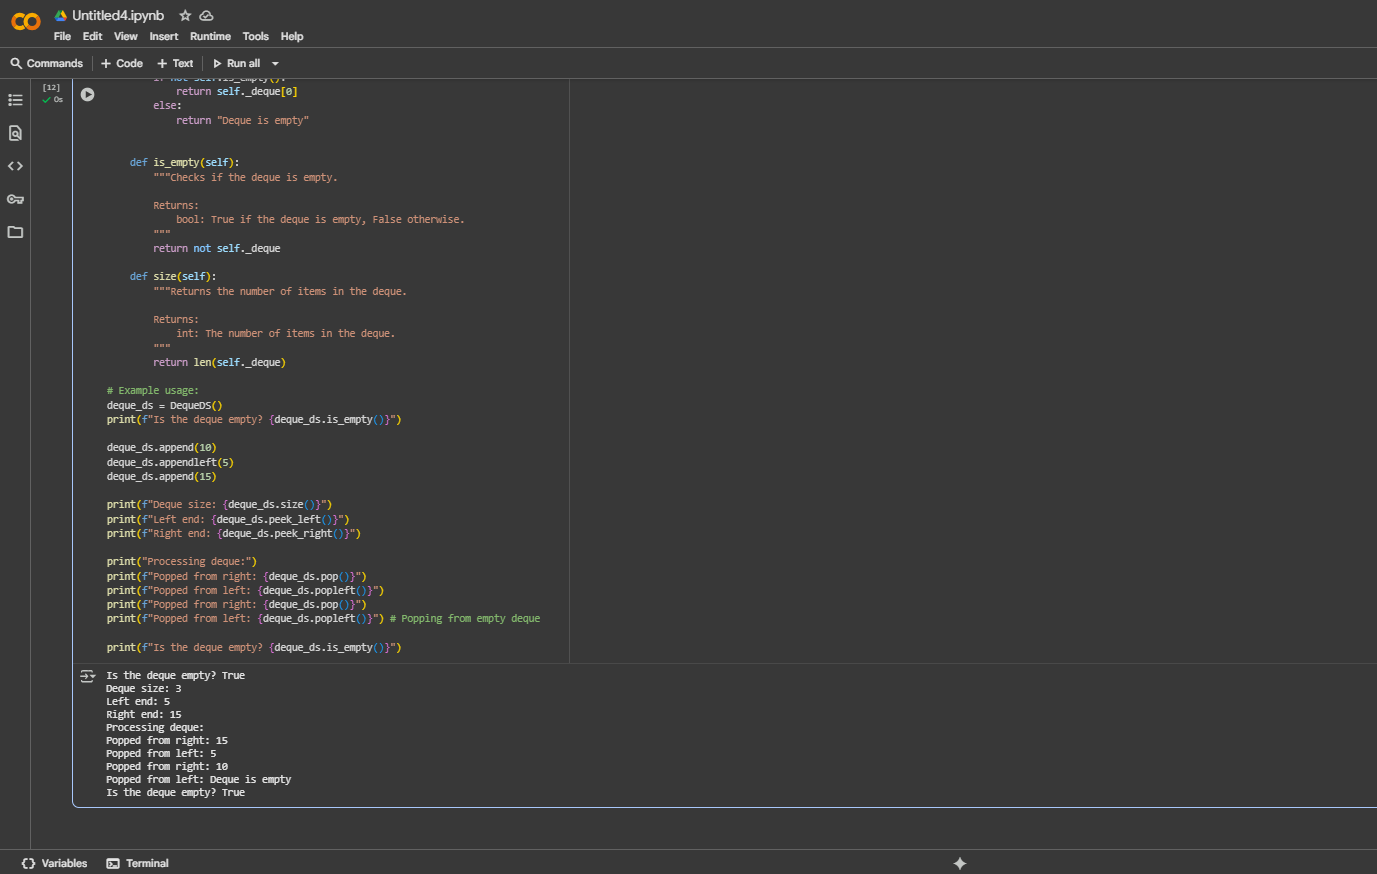 Untitled4.ipynb
File Edit View Insert Runtime Tools Help
Commands + Code + Text Run all
[12]
0s
if not self.is_empty():
return self._deque[0]
else:
return "Deque is empty"
def is_empty(self):
"""Checks if the deque is empty.
Returns:
bool: True if the deque is empty, False otherwise.
"""
return not self._deque
def size(self):
"""Returns the number of items in the deque.
Returns:
int: The number of items in the deque.
"""
return len(self._deque)
# Example usage:
deque_ds = DequeDS()
print(f"Is the deque empty? {deque_ds.is_empty()}")
deque_ds.append(10)
deque_ds.appendleft(5)
deque_ds.append(15)
print(f"Deque size: {deque_ds.size()}")
print(f"Left end: {deque_ds.peek_left()}")
print(f"Right end: {deque_ds.peek_right()}")
print("Processing deque:")
print(f"Popped from right: {deque_ds.pop()}")
print(f"Popped from left: {deque_ds.popleft()}")
print(f"Popped from right: {deque_ds.pop()}")
print(f"Popped from left: {deque_ds.popleft()}") # Popping from empty deque
print(f"Is the deque empty? {deque_ds.is_empty()}")
Is the deque empty? True
Deque size: 3
Left end: 5
Right end: 15
Processing deque:
Popped from right: 15
Popped from left: 5
Popped from right: 10
Popped from left: Deque is empty
Is the deque empty? True
Variables Terminal